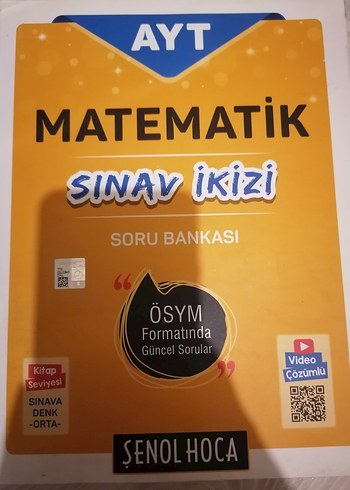 AYT
MATEMATİK
SINAV İKİZİ
SORU BANKASI
“
ÖSYM
Formatında
Güncel Sorular
”
Kitap
Seviyesi
SINAVA
DENK
-ORTA-
Video
Çözümlü
ŞENOL HOCA